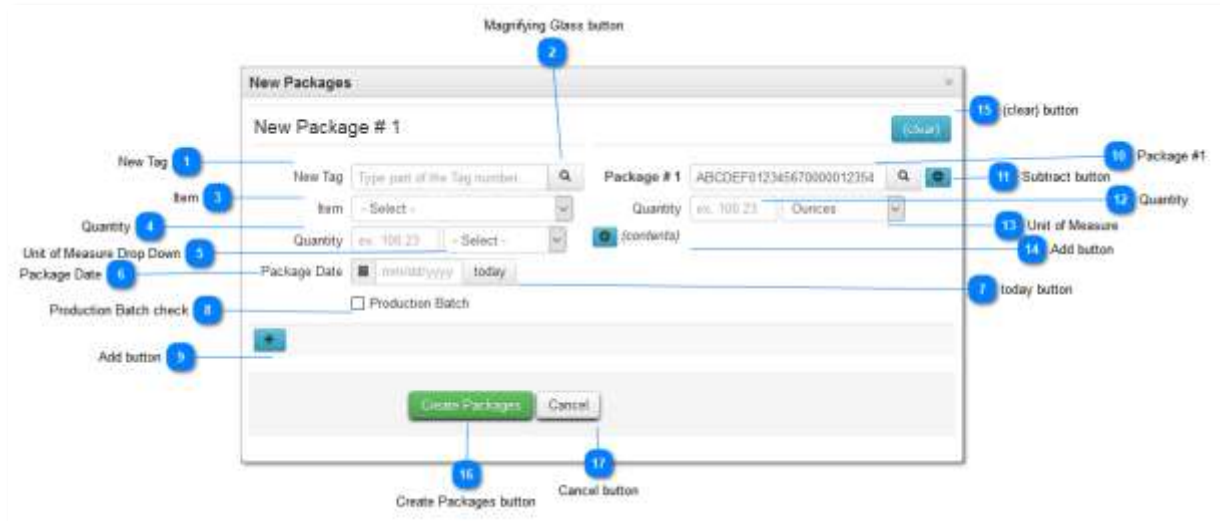 Magnifying Glass button
2
New Packages
15 (clear) button
New Package # 1
(clear)
10 Package #1
New Tag 1
New Tag Type part of the Tag number...
Package # 1 ABCDEF012345670000012354
11 Subtract button
Item 3
Item - Select -
Quantity ex. 100.23 Ounces
12 Quantity
Quantity 4
13 Unit of Measure
Quantity ex. 100.23 - Select -
(contents)
Unit of Measure Drop Down 5
14 Add button
Package Date 6
Package Date mm/dd/yyyy today
7 today button
Production Batch check 8
Production Batch
Add button 9
Create Packages Cancel
16
17
Create Packages button
Cancel button